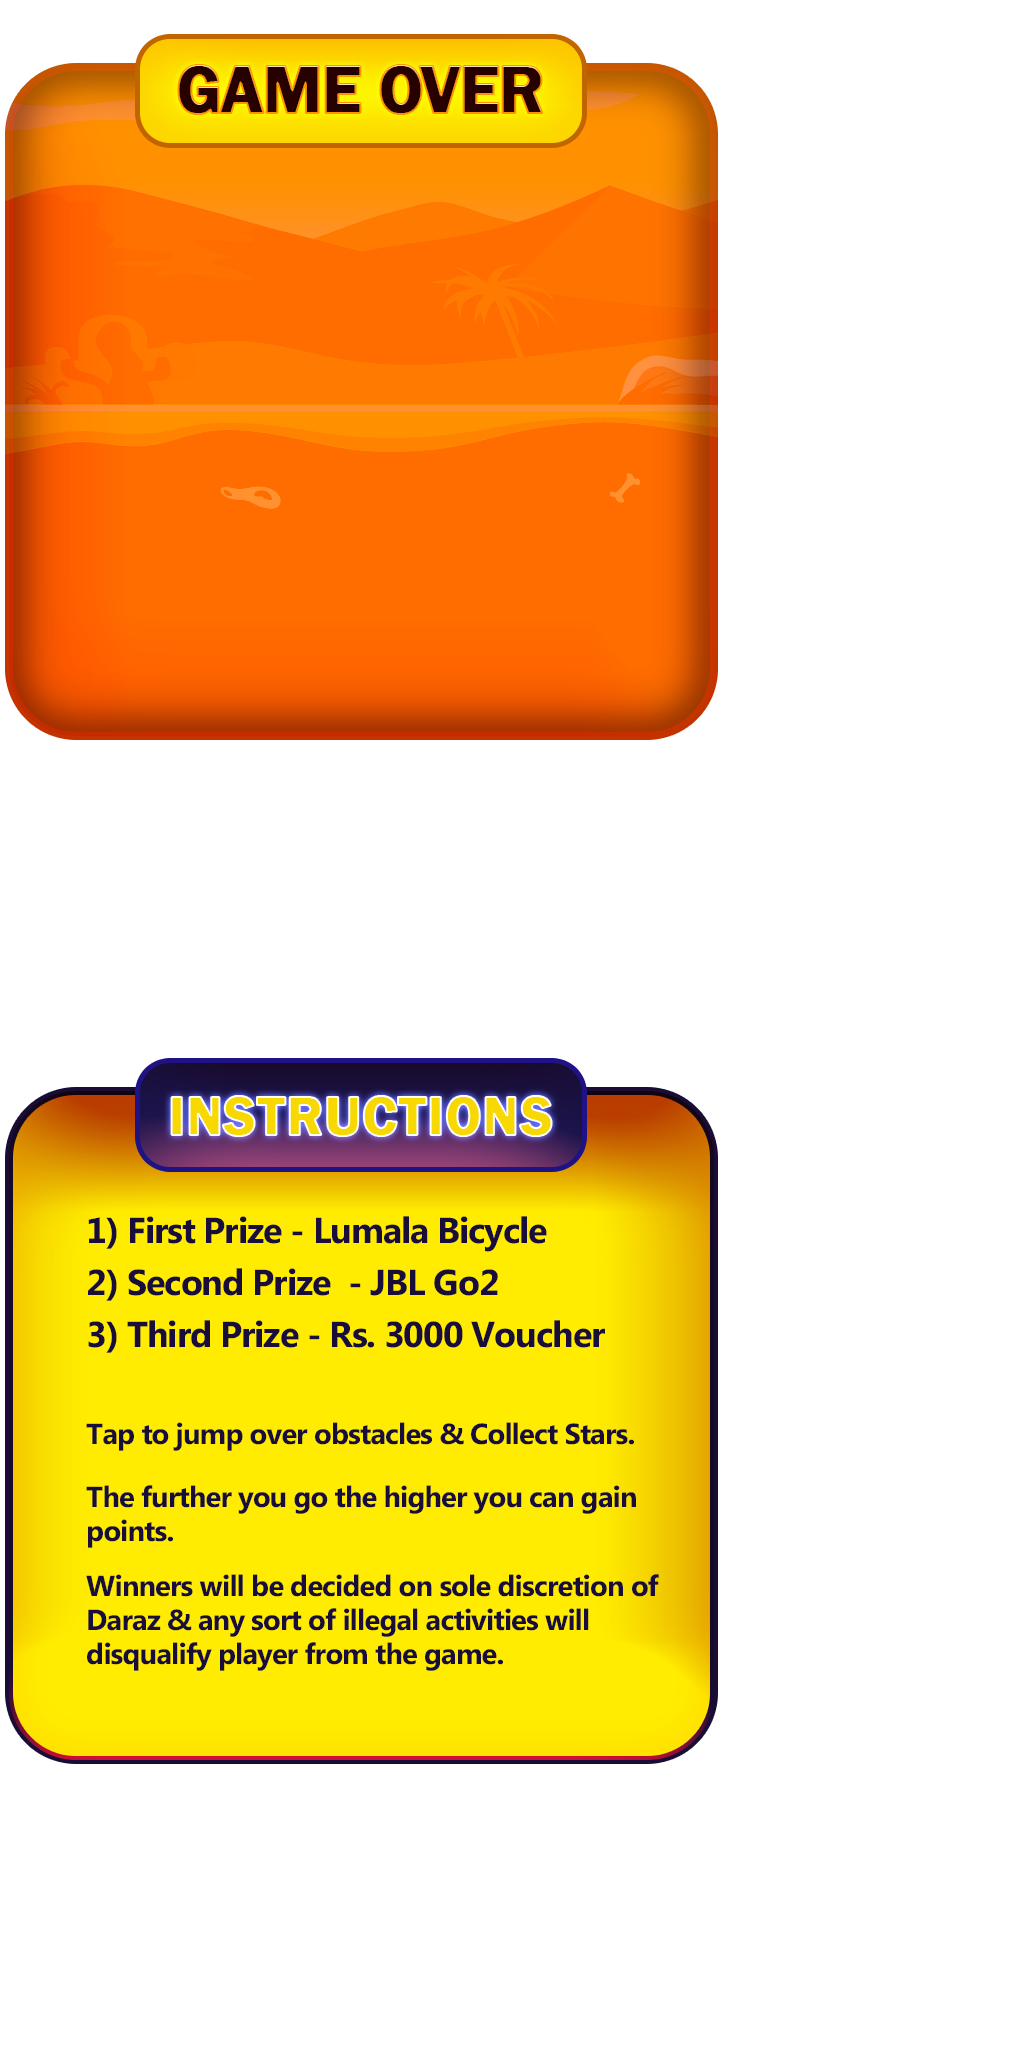 GAME OVER
INSTRUCTIONS
1) First Prize - Lumala Bicycle
2) Second Prize  - JBL Go2
3) Third Prize - Rs. 3000 Voucher
Tap to jump over obstacles & Collect Stars.
The further you go the higher you can gain
points.
Winners will be decided on sole discretion of
Daraz & any sort of illegal activities will
disqualify player from the game.